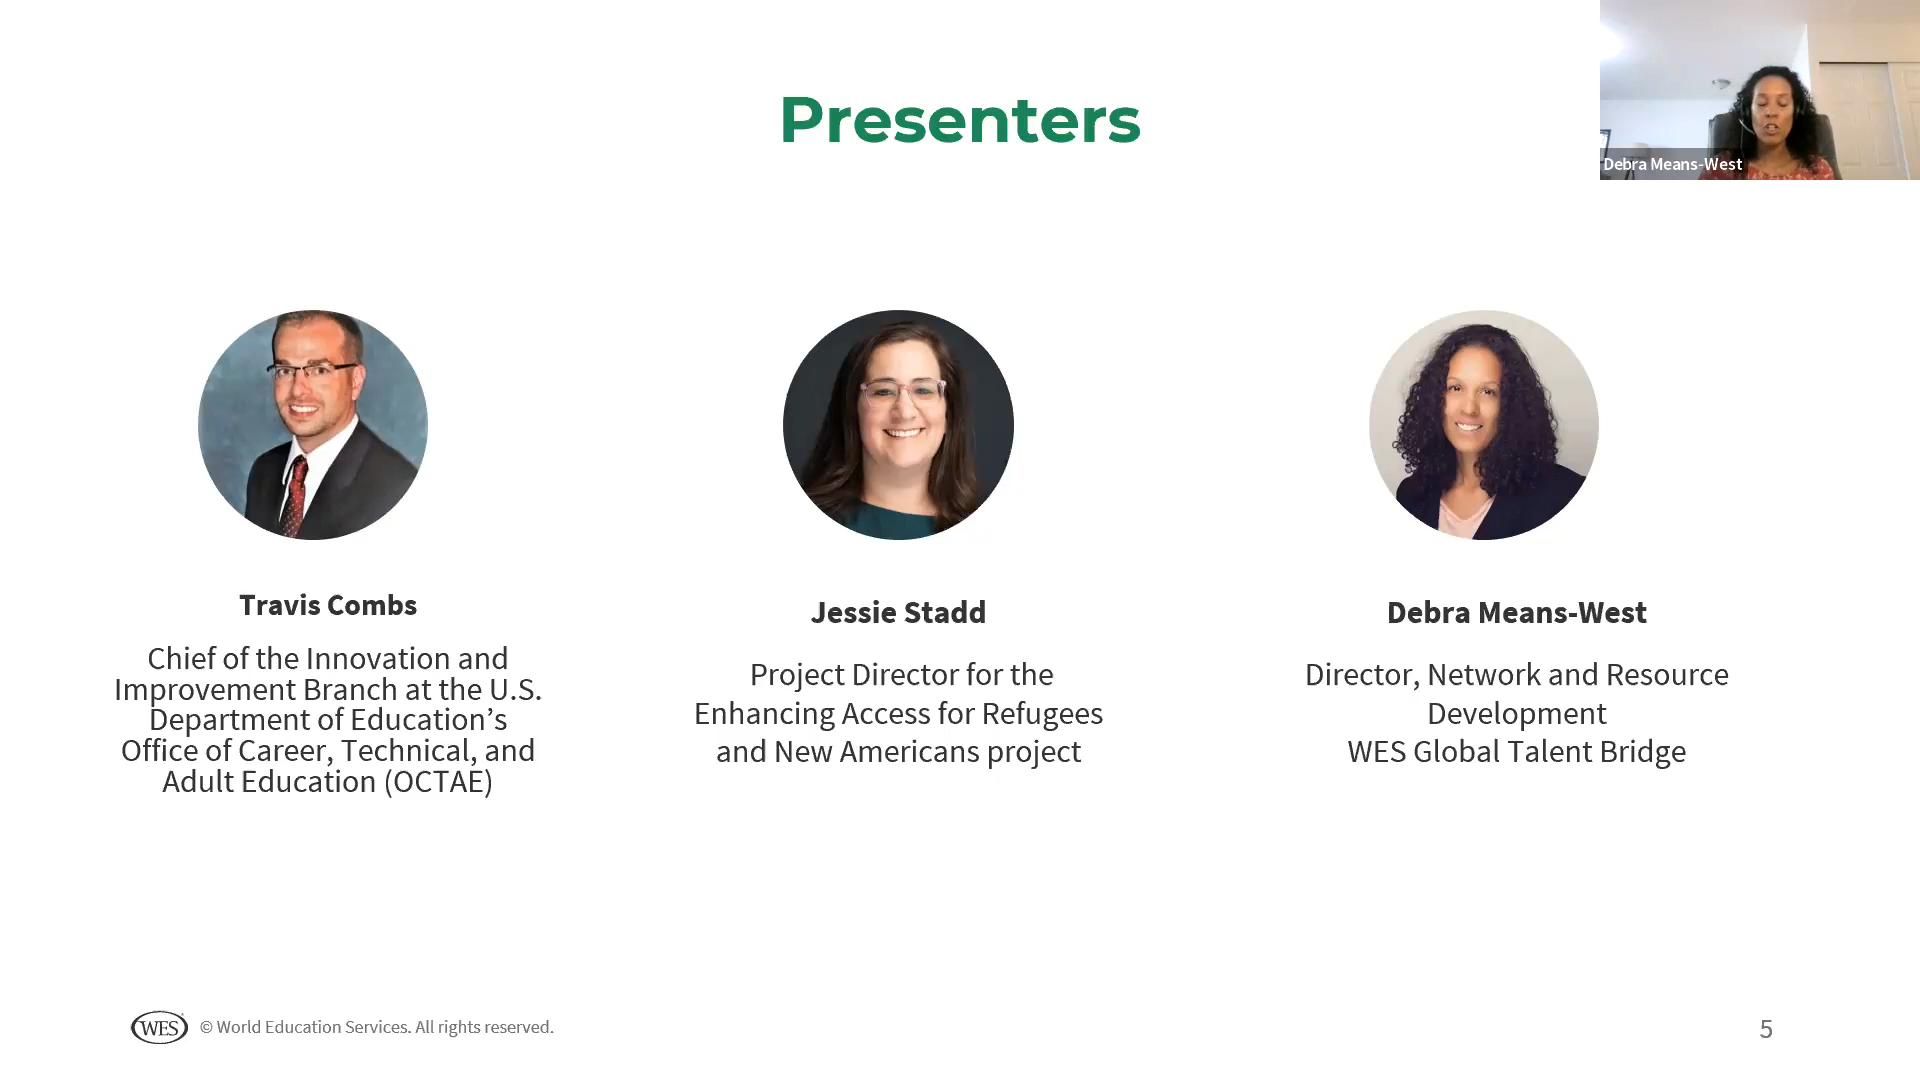 Presenters
Debra Means-West
Travis Combs
Chief of the Innovation and
Improvement Branch at the U.S.
Department of Education’s
Office of Career, Technical, and
Adult Education (OCTAE)
Jessie Stadd
Project Director for the
Enhancing Access for Refugees
and New Americans project
Debra Means-West
Director, Network and Resource
Development
WES Global Talent Bridge
WES
© World Education Services. All rights reserved.
5